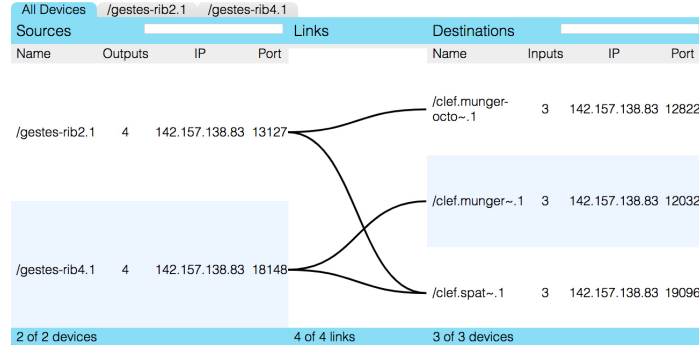 All Devices /gestes-rib2.1 /gestes-rib4.1
Sources Links Destinations
Name Outputs IP Port Name Inputs IP Port
/gestes-rib2.1 4 142.157.138.83 13127
/clef.munger-
octo~.1 3 142.157.138.83 12822
/clef.munger~.1 3 142.157.138.83 12032
/gestes-rib4.1 4 142.157.138.83 18148
/clef.spat~.1 3 142.157.138.83 19096
2 of 2 devices 4 of 4 links 3 of 3 devices